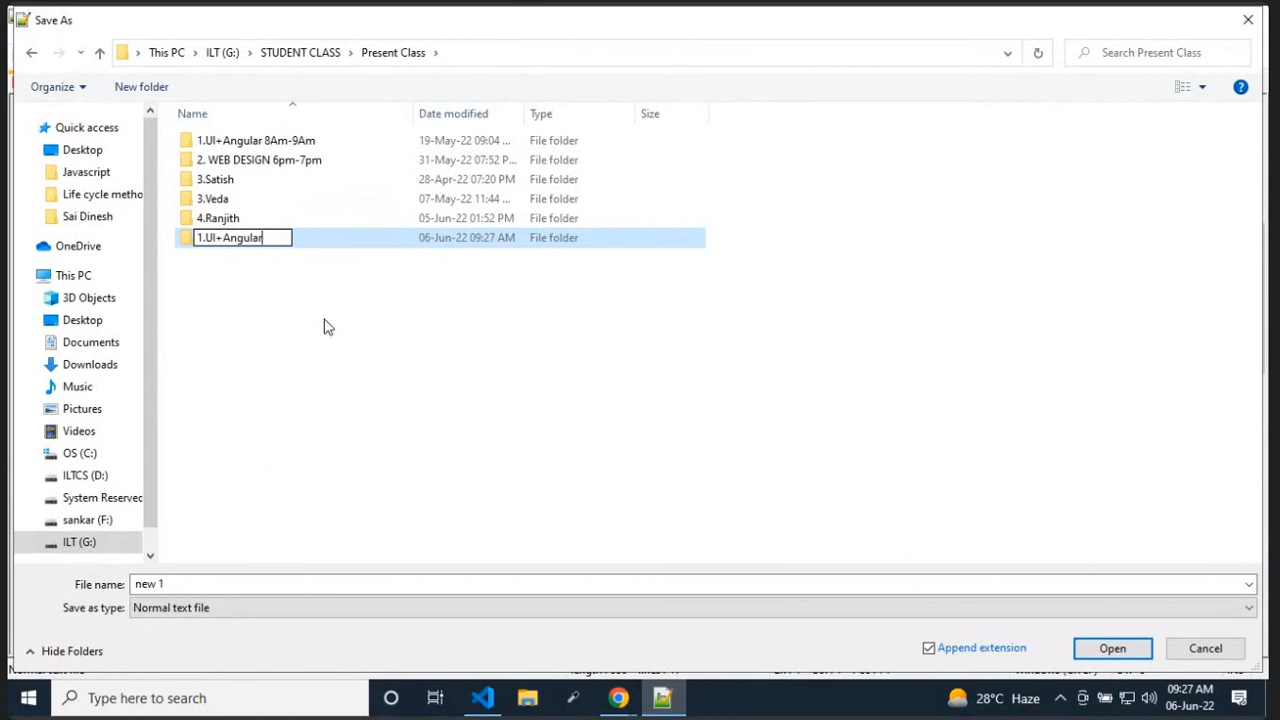 Save As
This PC > ILT (G:) > STUDENT CLASS > Present Class >
Search Present Class
Organize
New folder
Name
Date modified
Type
Size
Quick access
Desktop
Javascript
Life cycle metho
Sai Dinesh
OneDrive
This PC
3D Objects
Desktop
Documents
Downloads
Music
Pictures
Videos
OS (C:)
ILTCS (D:)
System Reserved
sankar (F:)
ILT (G:)
1.UI+Angular 8Am-9Am 19-May-22 09:04 ... File folder
2. WEB DESIGN 6pm-7pm 31-May-22 07:52 P... File folder
3.Satish 28-Apr-22 07:20 PM File folder
3.Veda 07-May-22 11:44 ... File folder
4.Ranjith 05-Jun-22 01:52 PM File folder
1.UI+Angular 06-Jun-22 09:27 AM File folder
File name: new 1
Save as type: Normal text file
Hide Folders
Append extension
Open
Cancel
Type here to search
28°C Haze
09:27 AM
06-Jun-22